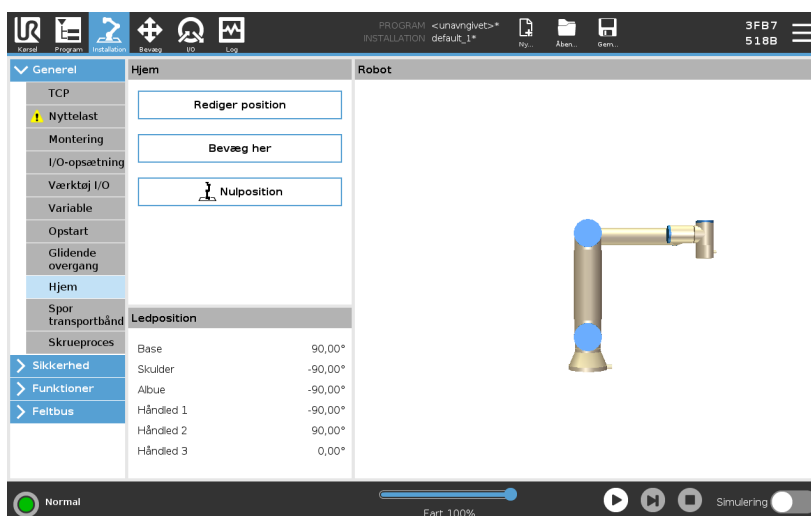 PROGRAM <unavngivet>*
INSTALLATION default_1*
3FB7
518B
Kørsel Program Installation Bevæg I/O Log Ny... Åben... Gem...
Generel
TCP
Nyttelast
Montering
I/O-opsætning
Værktøj I/O
Variable
Opstart
Glidende
overgang
Hjem
Spor
transportbånd
Skrueproces
Sikkerhed
Funktioner
Feltbus
Hjem
Rediger position
Bevæg her
Nulposition
Ledposition
Base 90,00°
Skulder -90,00°
Albue -90,00°
Håndled 1 -90,00°
Håndled 2 90,00°
Håndled 3 0,00°
Robot
Normal
Fart 100%
Simulering